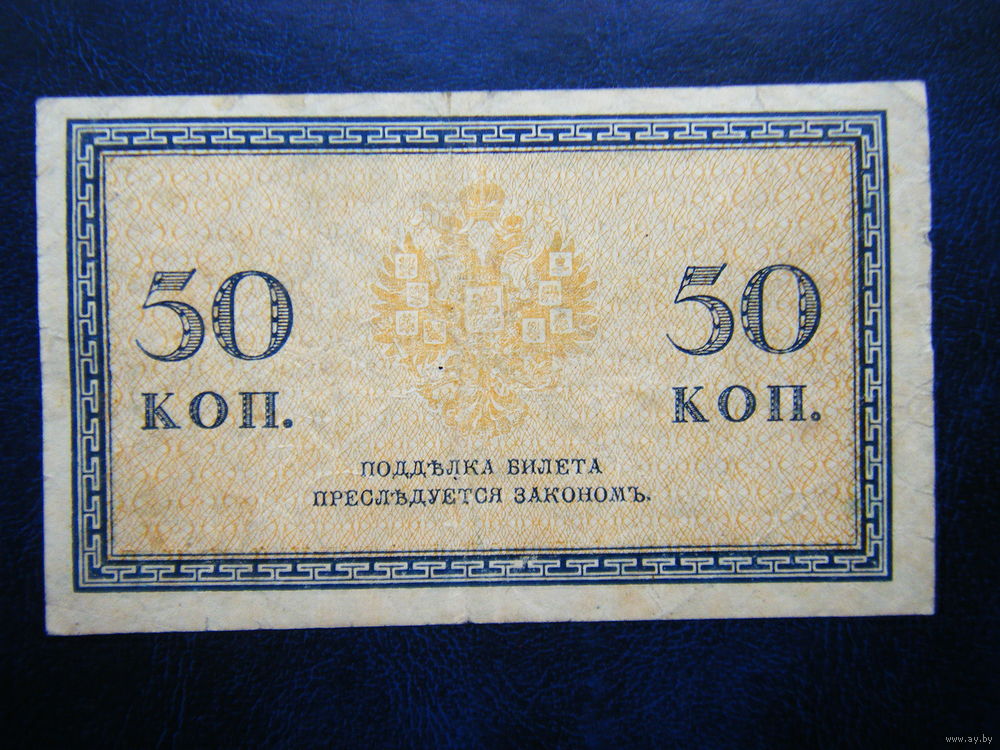 50 50
КОП. КОП.
ПОДДѢЛКА БИЛЕТА
ПРЕСЛѢДУЕТСЯ ЗАКОНОМЪ.
www.ay.by